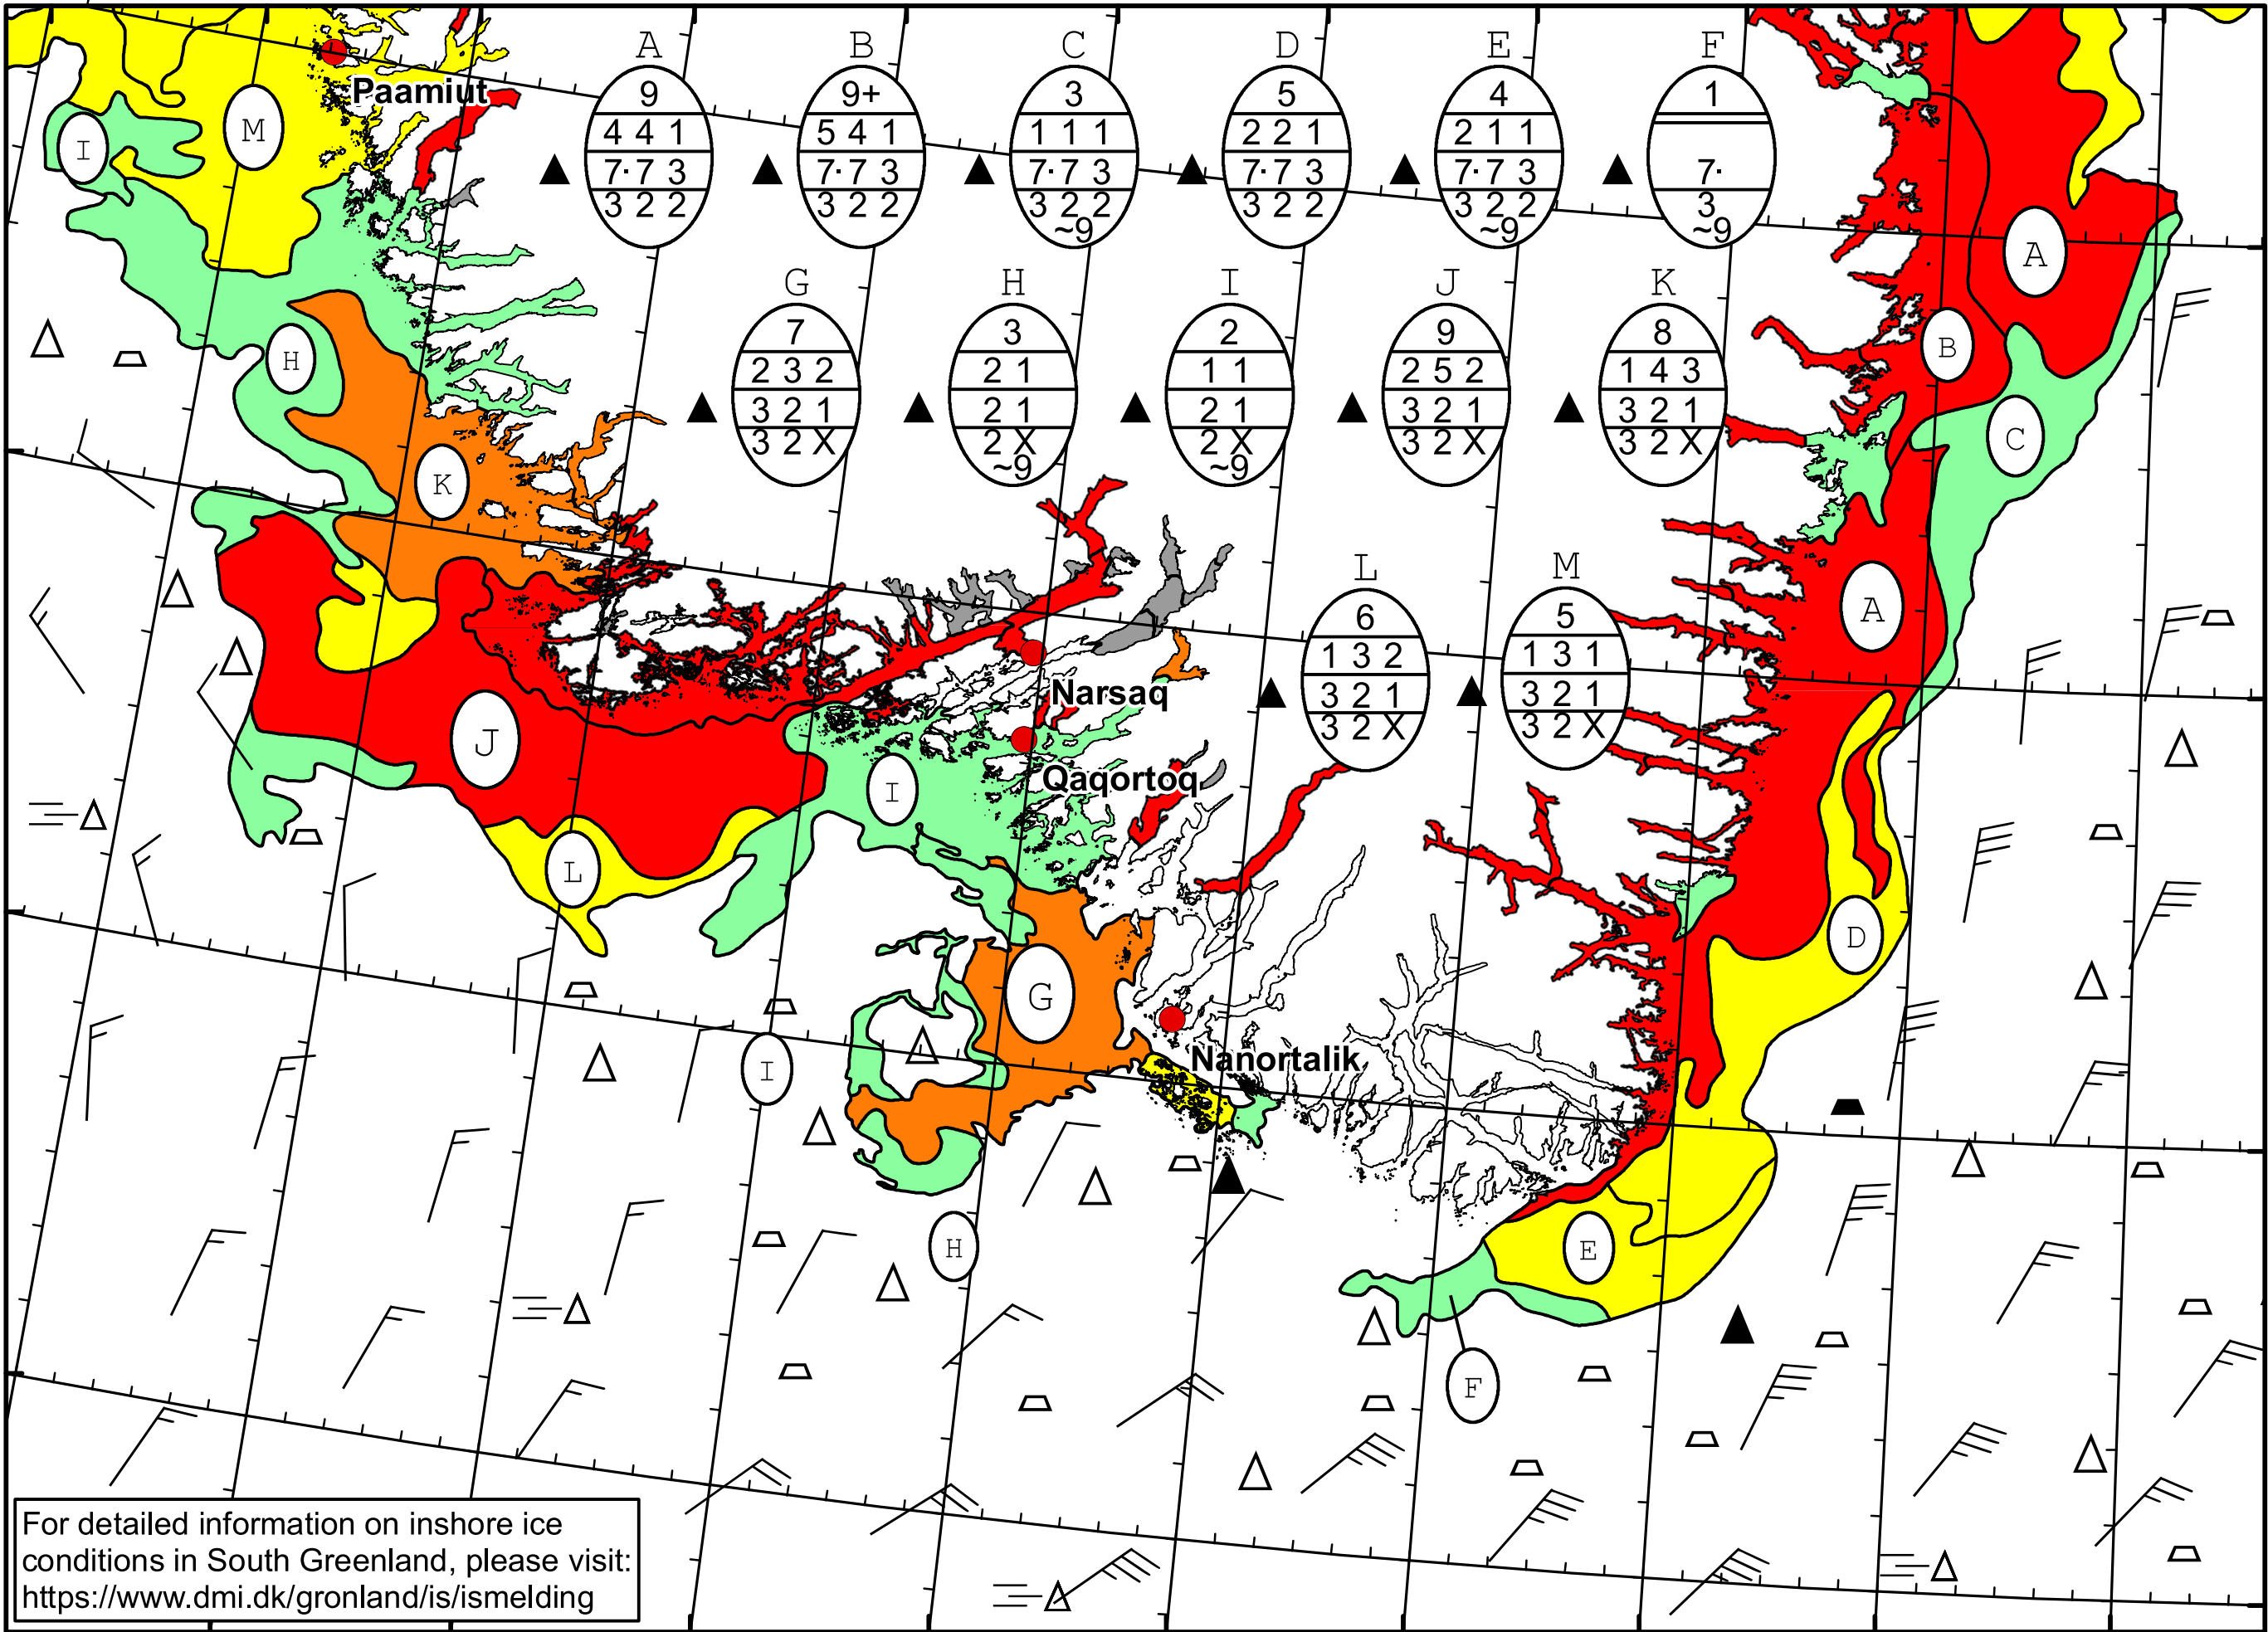 A B C D E F
9 9+ 3 5 4 1
4 4 1 5 4 1 1 1 1 2 2 1 2 1 1
7·7 3 7·7 3 7·7 3 7·7 3 7·7 3 7·
3 2 2 3 2 2 3 2 2 3 2 2 3 2 2 3
~9 ~9 ~9
Paamiut
M
I
A
G H I J K
7 3 2 9 8
2 3 2 2 1 1 1 2 5 2 1 4 3
3 2 1 2 1 2 1 3 2 1 3 2 1
3 2 X 2 X 2 X 3 2 X 3 2 X
~9 ~9
H
B
C
K
L M
6 5
1 3 2 1 3 1
3 2 1 3 2 1
3 2 X 3 2 X
A
Narsaq
J
Qaqortoq
I
L
D
G
Nanortalik
I
H
E
F
For detailed information on inshore ice
conditions in South Greenland, please visit:
https://www.dmi.dk/gronland/is/ismelding